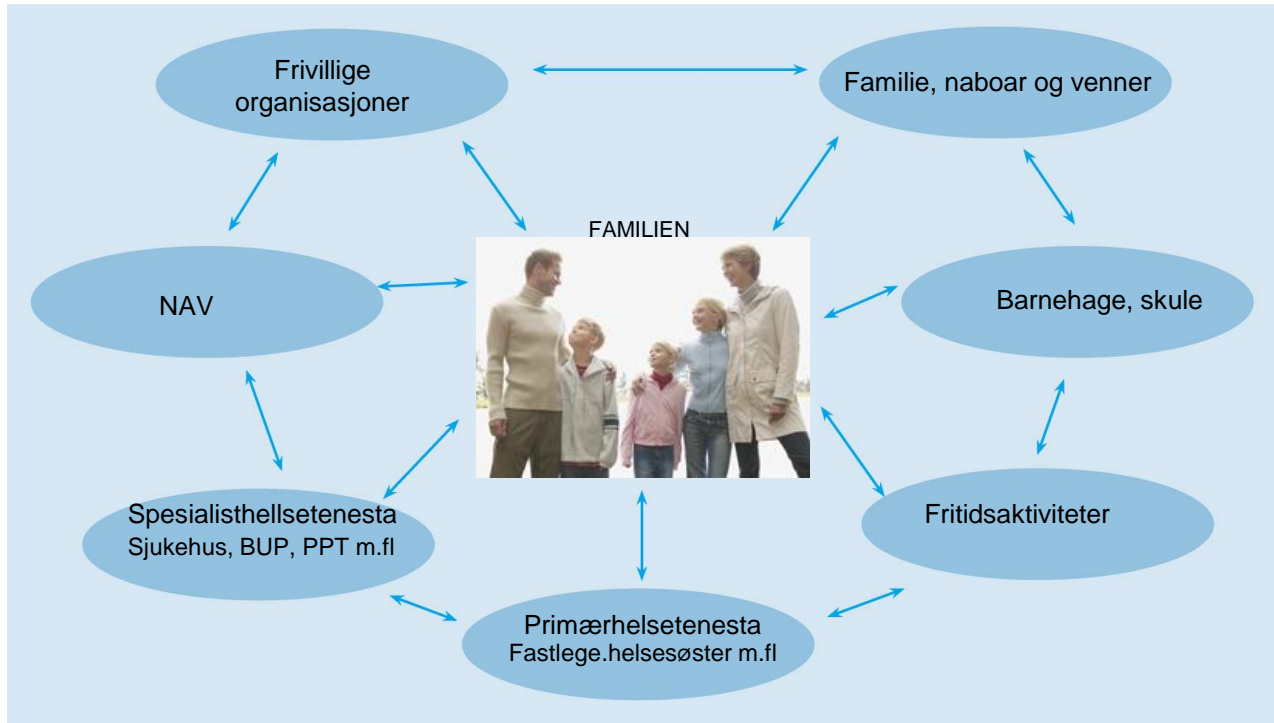 Frivillige
organisasjoner
Familie, naboar og venner
FAMILIEN
NAV
Barnehage, skule
Spesialisthellsetenesta
Sjukehus, BUP, PPT m.fl
Fritidsaktiviteter
Primærhelsetenesta
Fastlege.helsesøster m.fl